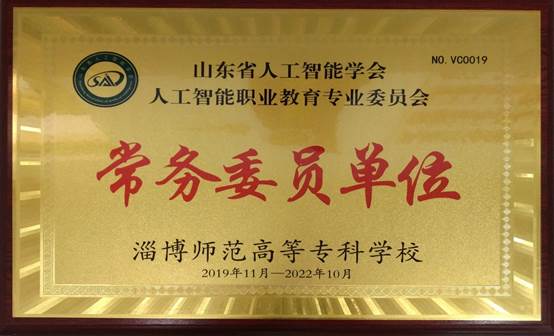 NO.VC0019
山东省人工智能学会
人工智能职业教育专业委员会
常务委员单位
淄博师范高等专科学校
2019年11月—2022年10月